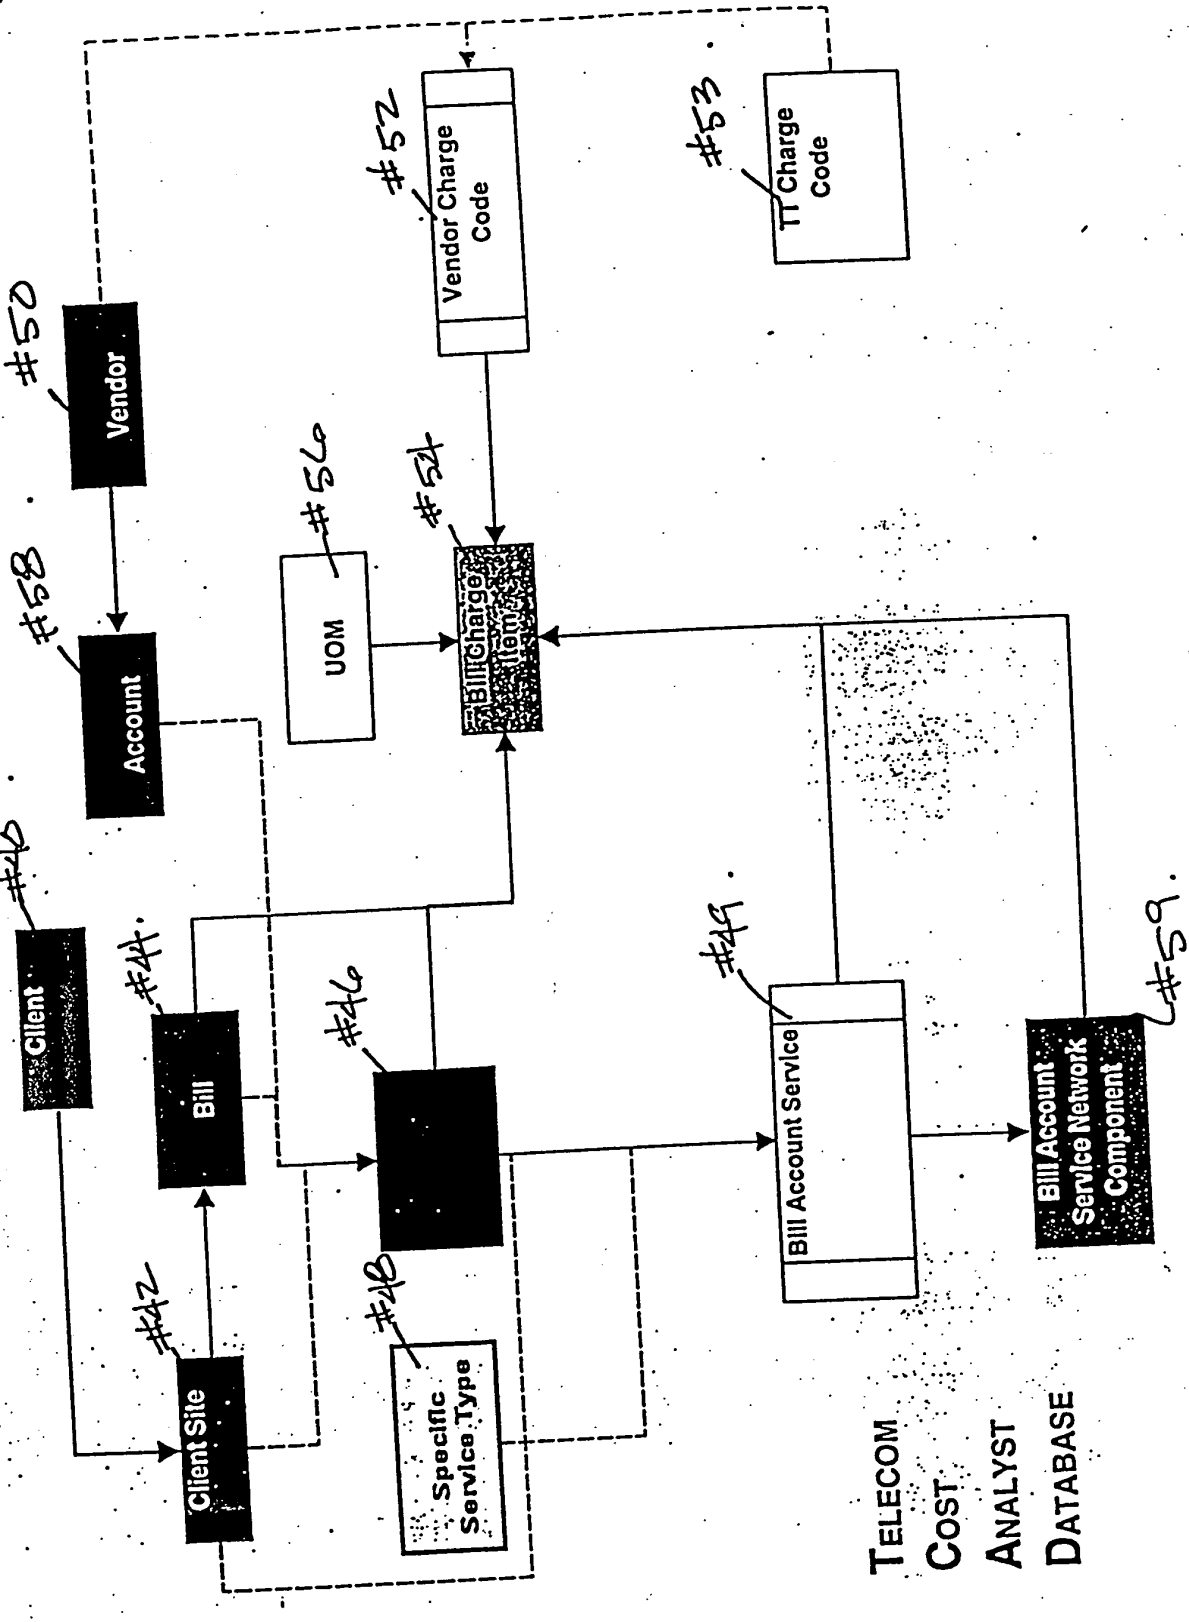 #40
Client
#58
Account
#50
Vendor
#42
Client Site
#44
Bill
#56
UOM
#52
Vendor Charge
Code
#48
Specific
Service Type
#46
#54
Bill Charge
Item
#53
TT Charge
Code
#49
Bill Account Service
#59
Bill Account
Service Network
Component
TELECOM
COST
ANALYST
DATABASE